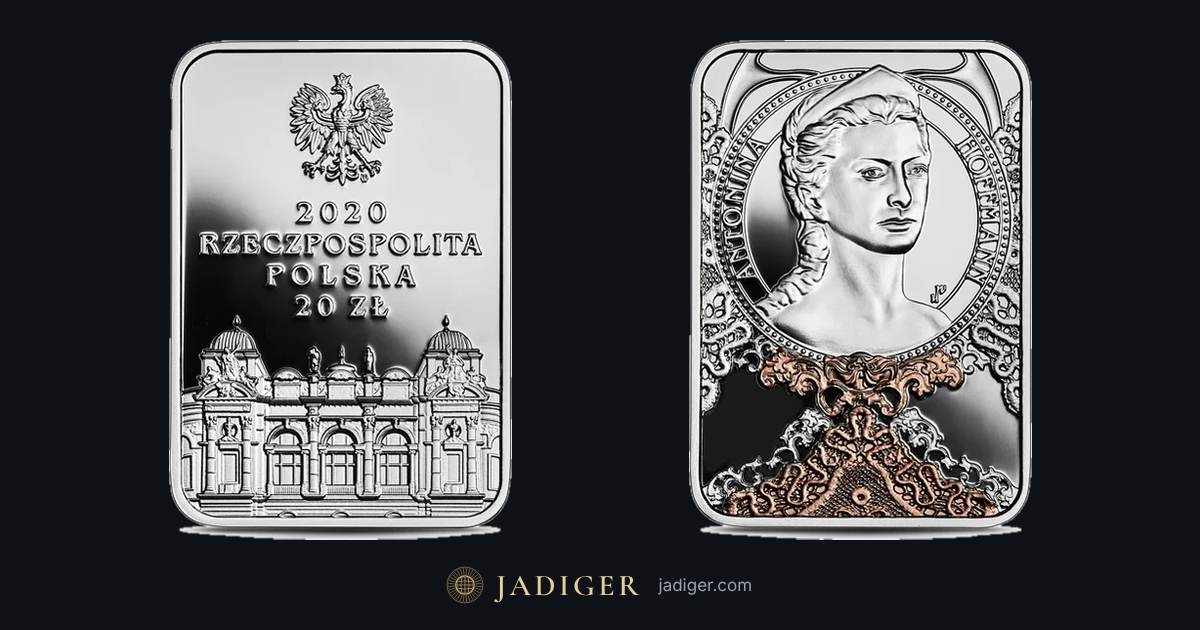 2020
RZECZPOSPOLITA
POLSKA
20 ZŁ
ANTONINA HOFFMANN
JADIGER jadiger.com